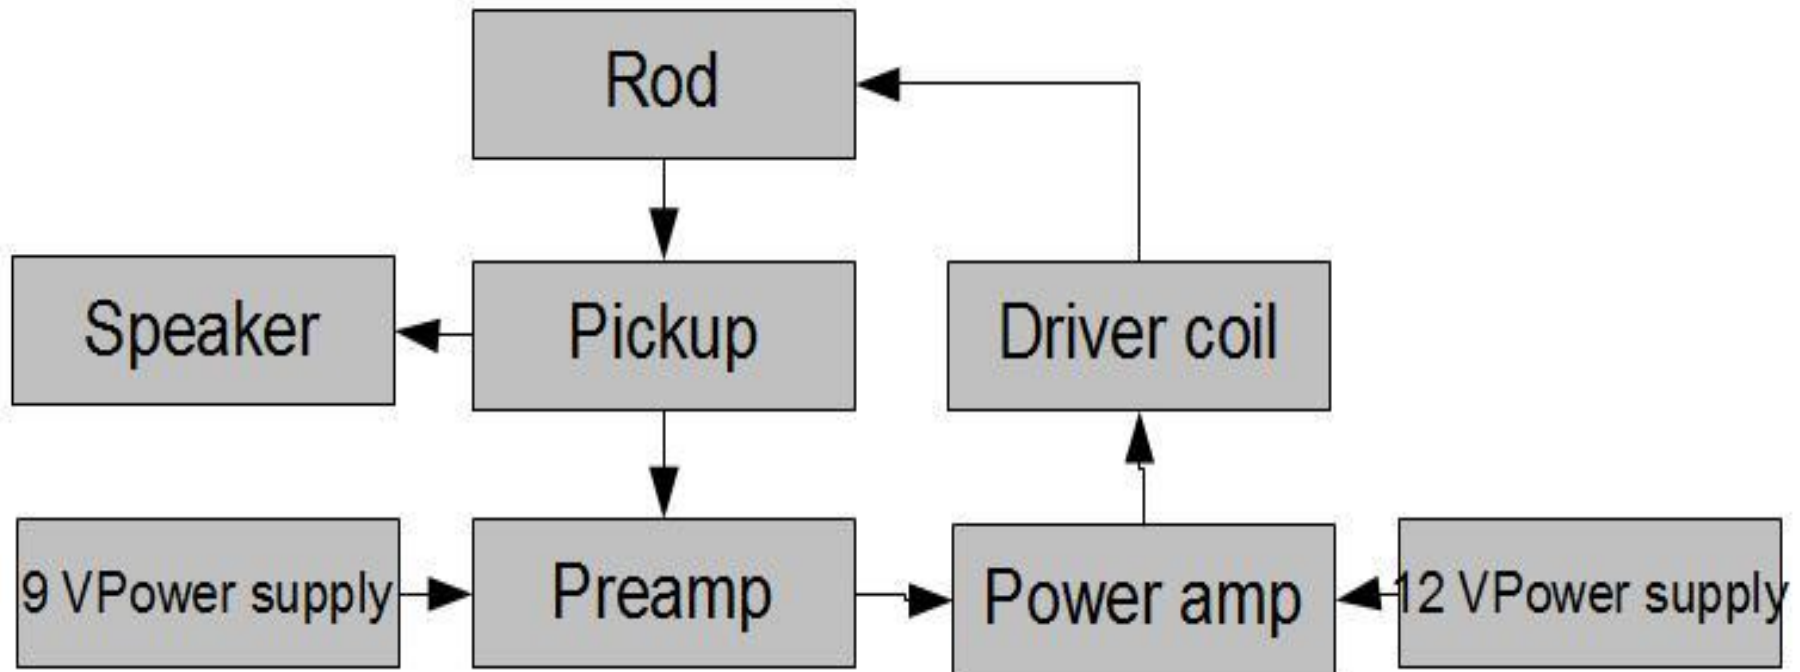 Rod
Speaker
Pickup
Driver coil
9 VPower supply
Preamp
Power amp
12 VPower supply